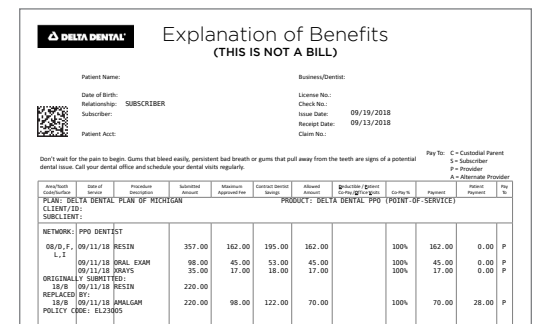 DELTA DENTAL®
Explanation of Benefits
(THIS IS NOT A BILL)
Patient Name:
Business/Dentist:
Date of Birth:
Relationship: SUBSCRIBER
Subscriber:
Patient Acct:
License No.:
Check No.:
Issue Date: 09/19/2018
Receipt Date: 09/13/2018
Claim No.:
Pay To: C = Custodial Parent
S = Subscriber
P = Provider
A = Alternate Provider
Don't wait for the pain to begin. Gums that bleed easily, persistent bad breath or gums that pull away from the teeth are signs of a potential
dental issue. Call your dental office and schedule your dental visits regularly.
Area/Tooth Code/Surface Date of Service Procedure Description Submitted Amount Maximum Approved Fee Contract Dentist Savings Allowed Amount Deductible / Patient Co-Pay/Office Visits Co-Pay % Payment Patient Payment Pay To
PLAN: DELTA DENTAL PLAN OF MICHIGAN PRODUCT: DELTA DENTAL PPO (POINT-OF-SERVICE)
CLIENT/ID:
SUBCLIENT:
NETWORK: PPO DENTIST
08/D,F, 09/11/18 RESIN 357.00 162.00 195.00 162.00 100% 162.00 0.00 P
L,I
09/11/18 ORAL EXAM 98.00 45.00 53.00 45.00 100% 45.00 0.00 P
09/11/18 XRAYS 35.00 17.00 18.00 17.00 100% 17.00 0.00 P
ORIGINALLY SUBMITTED:
18/B 09/11/18 RESIN 220.00
REPLACED BY:
18/B 09/11/18 AMALGAM 220.00 98.00 122.00 70.00 100% 70.00 28.00 P
POLICY CODE: EL23005